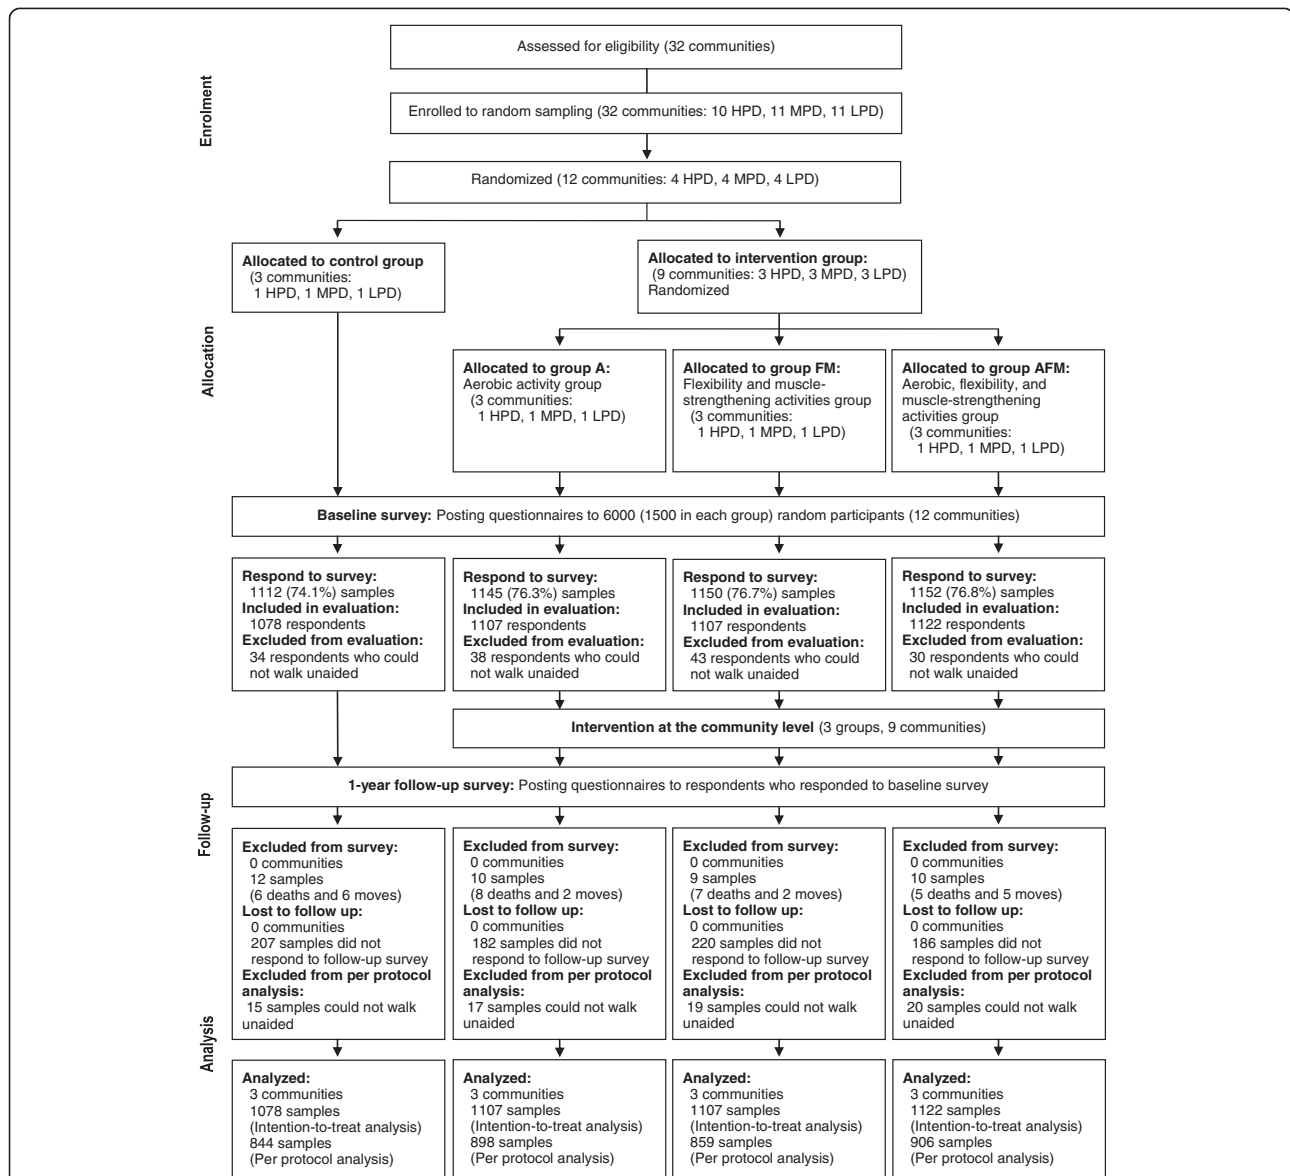 Enrolment
Assessed for eligibility (32 communities)
Enrolled to random sampling (32 communities: 10 HPD, 11 MPD, 11 LPD)
Randomized (12 communities: 4 HPD, 4 MPD, 4 LPD)
Allocation
Allocated to control group
(3 communities:
1 HPD, 1 MPD, 1 LPD)
Allocated to intervention group:
(9 communities: 3 HPD, 3 MPD, 3 LPD)
Randomized
Allocated to group A:
Aerobic activity group
(3 communities:
1 HPD, 1 MPD, 1 LPD)
Allocated to group FM:
Flexibility and muscle-
strengthening activities group
(3 communities:
1 HPD, 1 MPD, 1 LPD)
Allocated to group AFM:
Aerobic, flexibility, and
muscle-strengthening
activities group
(3 communities:
1 HPD, 1 MPD, 1 LPD)
Baseline survey: Posting questionnaires to 6000 (1500 in each group) random participants (12 communities)
Respond to survey:
1112 (74.1%) samples
Included in evaluation:
1078 respondents
Excluded from evaluation:
34 respondents who could
not walk unaided
Respond to survey:
1145 (76.3%) samples
Included in evaluation:
1107 respondents
Excluded from evaluation:
38 respondents who could
not walk unaided
Respond to survey:
1150 (76.7%) samples
Included in evaluation:
1107 respondents
Excluded from evaluation:
43 respondents who could
not walk unaided
Respond to survey:
1152 (76.8%) samples
Included in evaluation:
1122 respondents
Excluded from evaluation:
30 respondents who could
not walk unaided
Intervention at the community level (3 groups, 9 communities)
Follow-up
1-year follow-up survey: Posting questionnaires to respondents who responded to baseline survey
Excluded from survey:
0 communities
12 samples
(6 deaths and 6 moves)
Lost to follow up:
0 communities
207 samples did not
respond to follow-up survey
Excluded from per protocol
analysis:
15 samples could not walk
unaided
Excluded from survey:
0 communities
10 samples
(8 deaths and 2 moves)
Lost to follow up:
0 communities
182 samples did not
respond to follow-up survey
Excluded from per protocol
analysis:
17 samples could not walk
unaided
Excluded from survey:
0 communities
9 samples
(7 deaths and 2 moves)
Lost to follow up:
0 communities
220 samples did not
respond to follow-up survey
Excluded from per protocol
analysis:
19 samples could not walk
unaided
Excluded from survey:
0 communities
10 samples
(5 deaths and 5 moves)
Lost to follow up:
0 communities
186 samples did not
respond to follow-up survey
Excluded from per protocol
analysis:
20 samples could not walk
unaided
Analysis
Analyzed:
3 communities
1078 samples
(Intention-to-treat analysis)
844 samples
(Per protocol analysis)
Analyzed:
3 communities
1107 samples
(Intention-to-treat analysis)
898 samples
(Per protocol analysis)
Analyzed:
3 communities
1107 samples
(Intention-to-treat analysis)
859 samples
(Per protocol analysis)
Analyzed:
3 communities
1122 samples
(Intention-to-treat analysis)
906 samples
(Per protocol analysis)